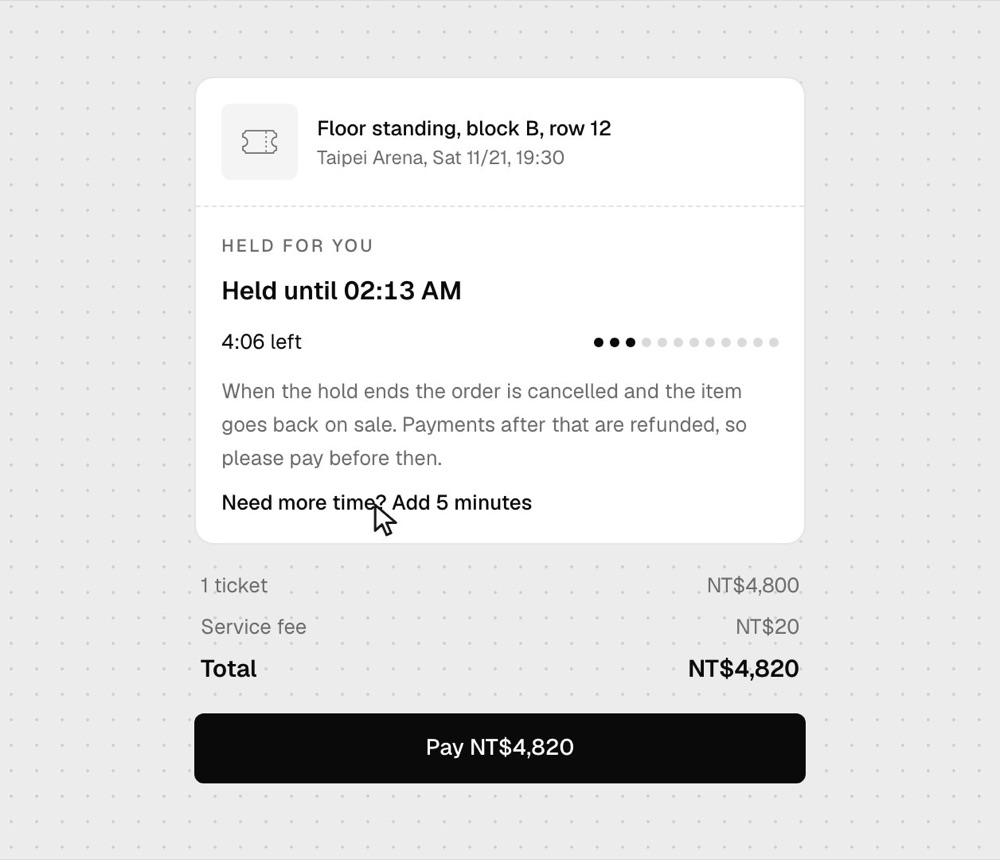 Floor standing, block B, row 12
Taipei Arena, Sat 11/21, 19:30
HELD FOR YOU
Held until 02:13 AM
4:06 left
When the hold ends the order is cancelled and the item
goes back on sale. Payments after that are refunded, so
please pay before then.
Need more time? Add 5 minutes
1 ticket NT$4,800
Service fee NT$20
Total NT$4,820
Pay NT$4,820